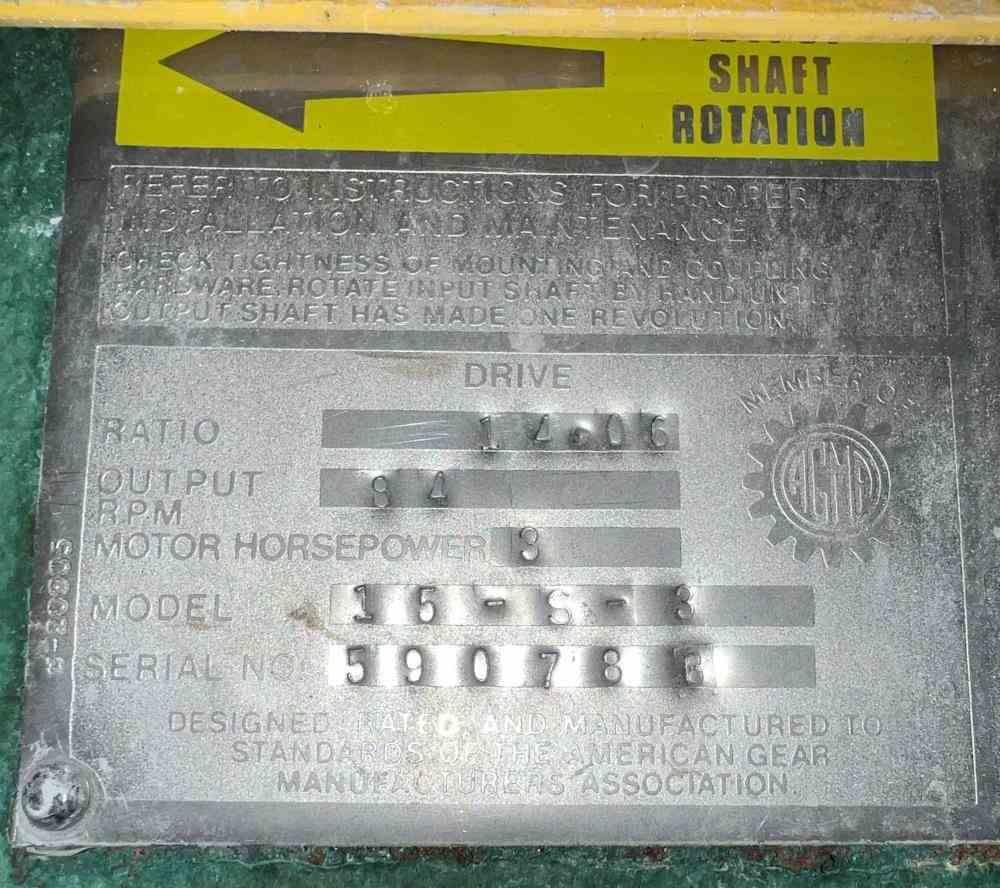 SHAFT
ROTATION
REFER TO INSTRUCTIONS FOR PROPER
INSTALLATION AND MAINTENANCE.
CHECK TIGHTNESS OF MOUNTING AND COUPLING
HARDWARE. ROTATE INPUT SHAFT BY HAND UNTIL
OUTPUT SHAFT HAS MADE ONE REVOLUTION.
DRIVE
RATIO 14.06
OUTPUT RPM 84
MOTOR HORSEPOWER 3
MODEL 15-S-3
SERIAL NO. 590783
MEMBER OF
DESIGNED, RATED, AND MANUFACTURED TO
STANDARDS OF THE AMERICAN GEAR
MANUFACTURERS ASSOCIATION.